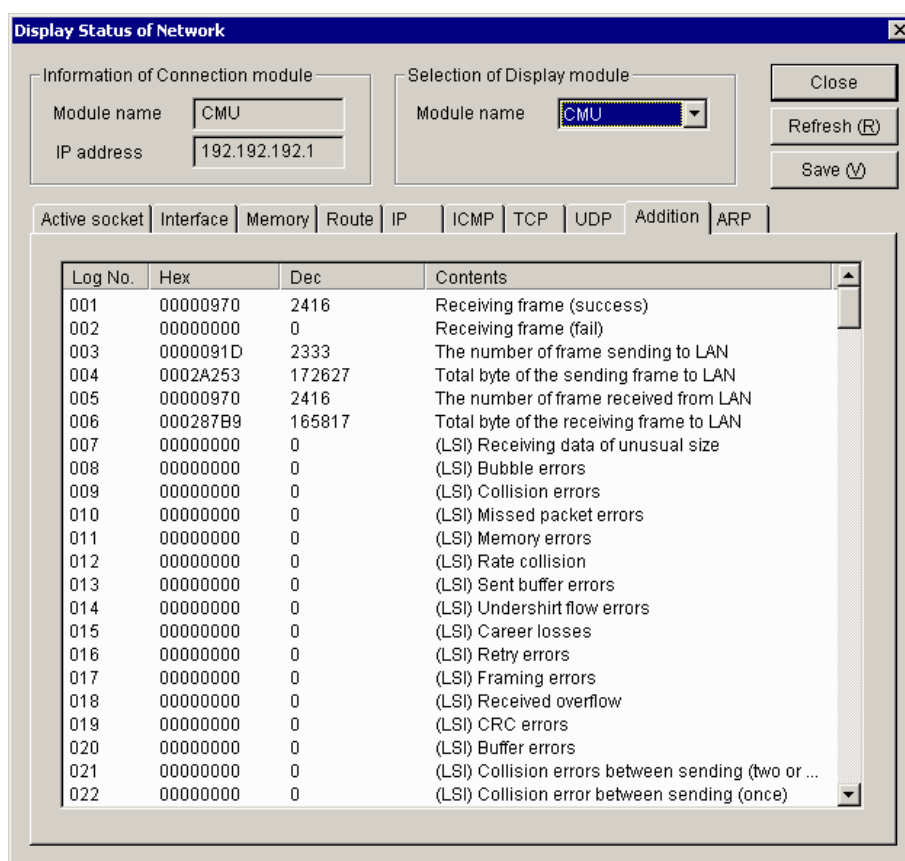 Display Status of Network
Information of Connection module
Module name CMU
IP address 192.192.192.1
Selection of Display module
Module name CMU
Close
Refresh (R)
Save (V)
Active socket Interface Memory Route IP ICMP TCP UDP Addition ARP
Log No. Hex Dec Contents
001 00000970 2416 Receiving frame (success)
002 00000000 0 Receiving frame (fail)
003 0000091D 2333 The number of frame sending to LAN
004 0002A253 172627 Total byte of the sending frame to LAN
005 00000970 2416 The number of frame received from LAN
006 000287B9 165817 Total byte of the receiving frame to LAN
007 00000000 0 (LSI) Receiving data of unusual size
008 00000000 0 (LSI) Bubble errors
009 00000000 0 (LSI) Collision errors
010 00000000 0 (LSI) Missed packet errors
011 00000000 0 (LSI) Memory errors
012 00000000 0 (LSI) Rate collision
013 00000000 0 (LSI) Sent buffer errors
014 00000000 0 (LSI) Undershirt flow errors
015 00000000 0 (LSI) Career losses
016 00000000 0 (LSI) Retry errors
017 00000000 0 (LSI) Framing errors
018 00000000 0 (LSI) Received overflow
019 00000000 0 (LSI) CRC errors
020 00000000 0 (LSI) Buffer errors
021 00000000 0 (LSI) Collision errors between sending (two or ...
022 00000000 0 (LSI) Collision error between sending (once)